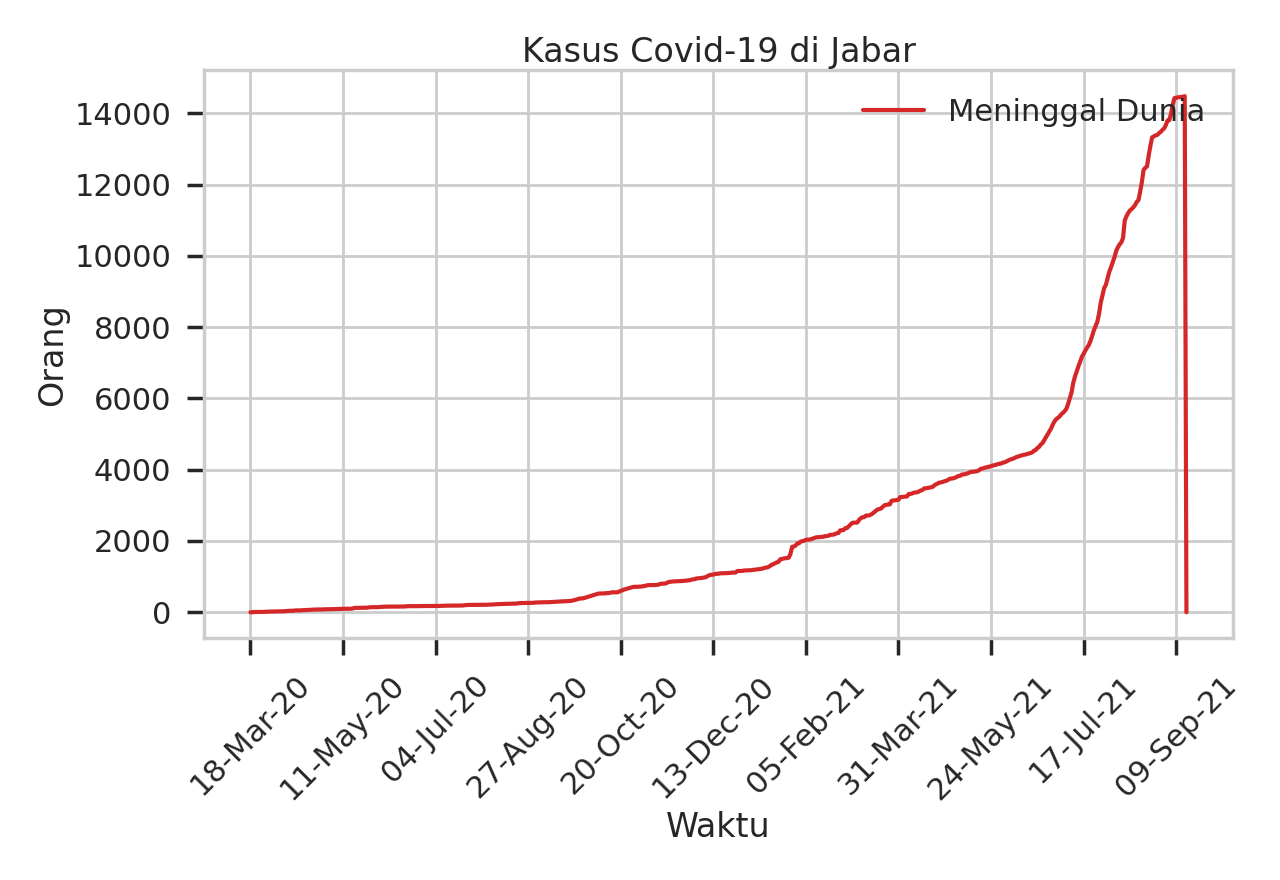 Kasus Covid-19 di Jabar
Meninggal Dunia
Orang
14000
12000
10000
8000
6000
4000
2000
0
18-Mar-20
11-May-20
04-Jul-20
27-Aug-20
20-Oct-20
13-Dec-20
05-Feb-21
31-Mar-21
24-May-21
17-Jul-21
09-Sep-21
Waktu